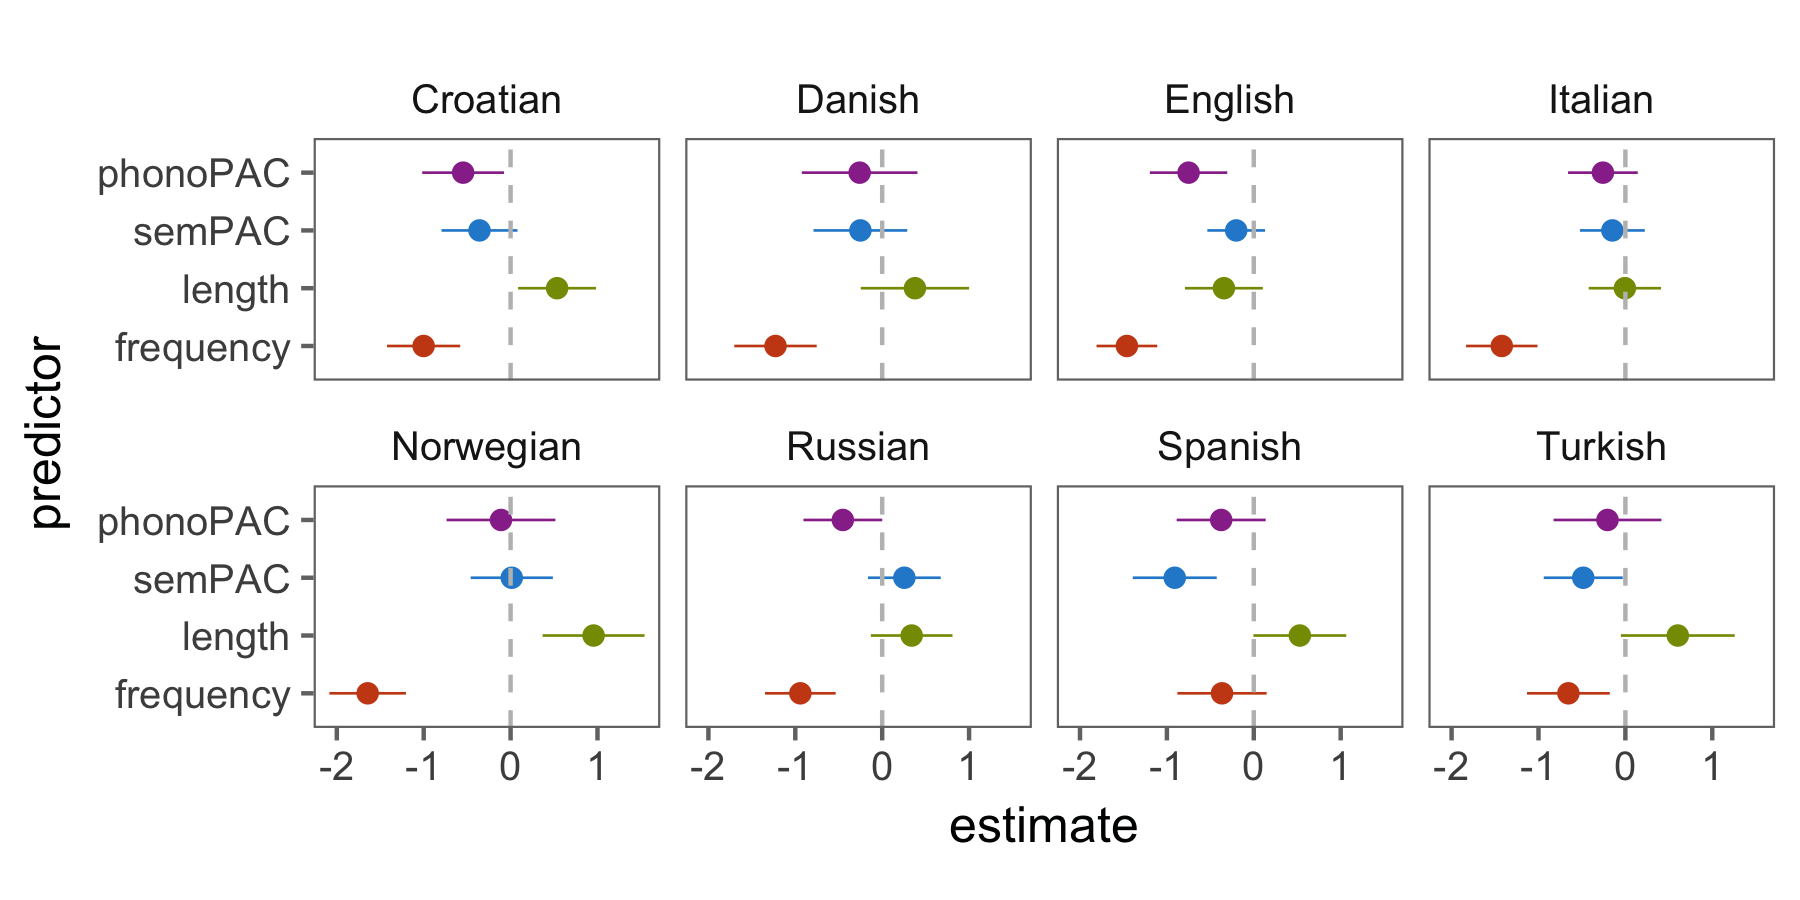 Croatian Danish English Italian
phonoPAC
semPAC
length
frequency
predictor
Norwegian Russian Spanish Turkish
phonoPAC
semPAC
length
frequency
-2 -1 0 1 -2 -1 0 1 -2 -1 0 1 -2 -1 0 1
estimate